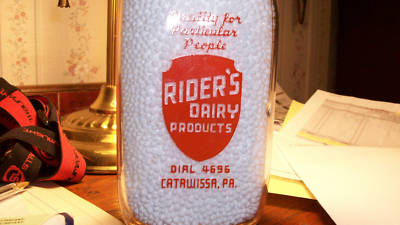 Quality for
Particular
People
RIDER'S
DAIRY
PRODUCTS
DIAL 4696
CATAWISSA, PA.